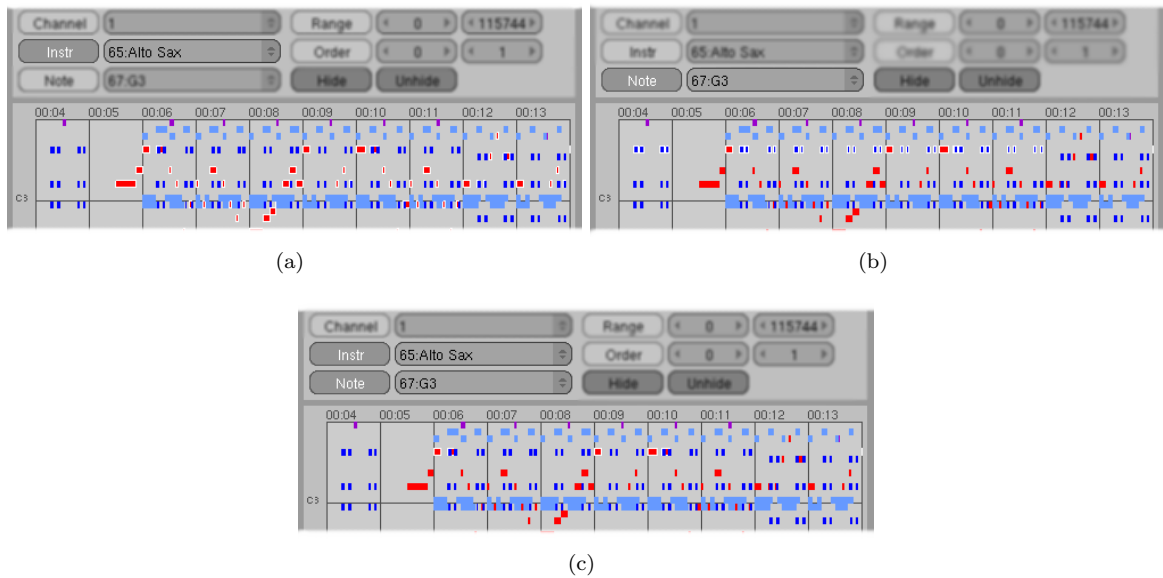 Channel 1 Range 0 115744
Instr 65:Alto Sax Order 0 1
Note 67:G3 Hide Unhide
00:04 00:05 00:06 00:07 00:08 00:09 00:10 00:11 00:12 00:13
C3
(a)
Channel 1 Range 0 115744
Instr 65:Alto Sax Order 0 1
Note 67:G3 Hide Unhide
00:04 00:05 00:06 00:07 00:08 00:09 00:10 00:11 00:12 00:13
C3
(b)
Channel 1 Range 0 115744
Instr 65:Alto Sax Order 0 1
Note 67:G3 Hide Unhide
00:04 00:05 00:06 00:07 00:08 00:09 00:10 00:11 00:12 00:13
C3
(c)